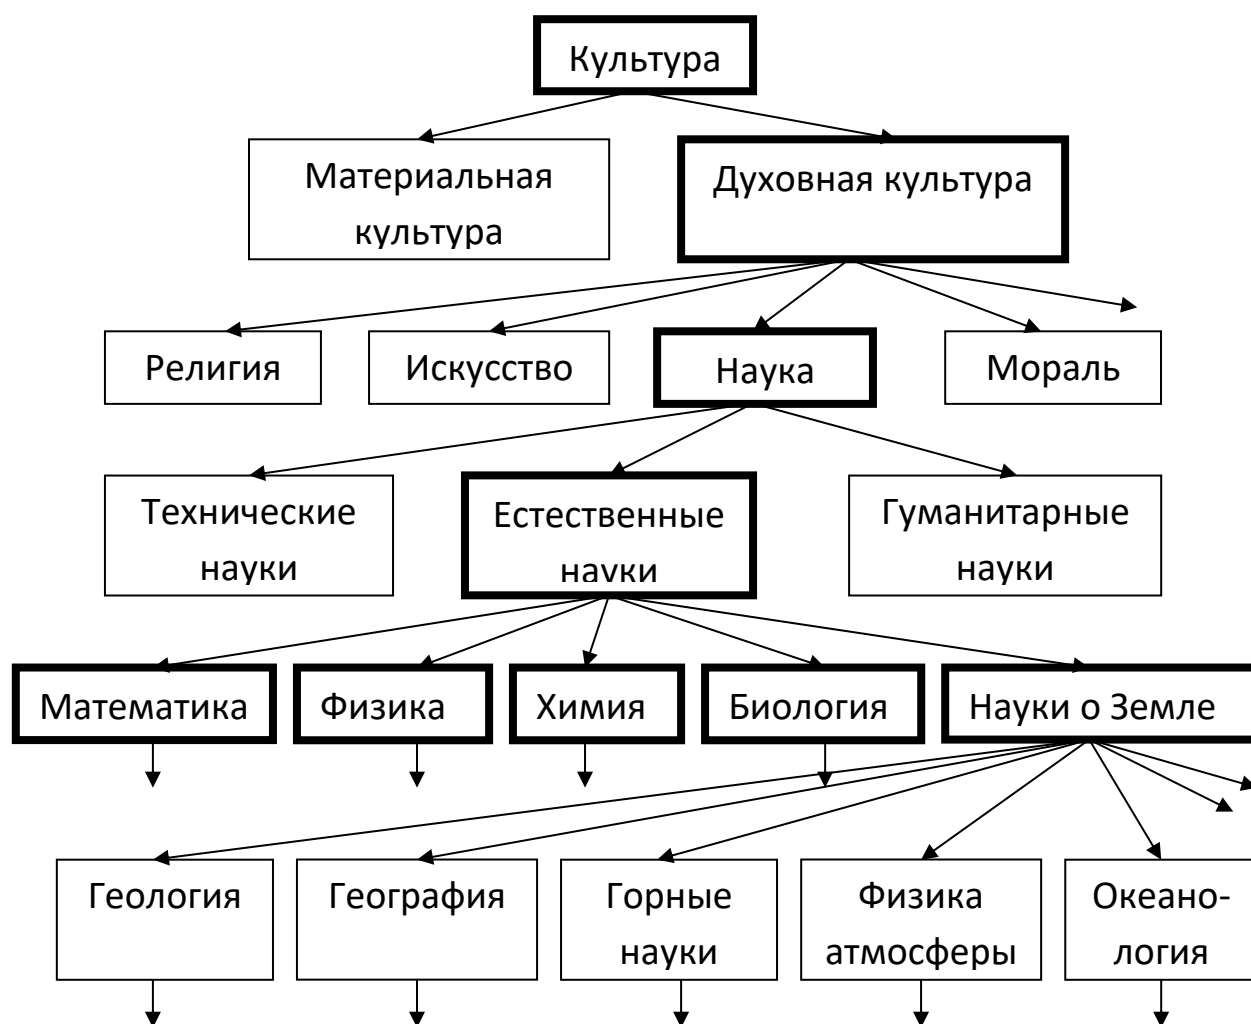 Культура
Материальная
культура
Духовная культура
Религия
Искусство
Наука
Мораль
Технические
науки
Естественные
науки
Гуманитарные
науки
Математика
Физика
Химия
Биология
Науки о Земле
Геология
География
Горные
науки
Физика
атмосферы
Океано-
логия